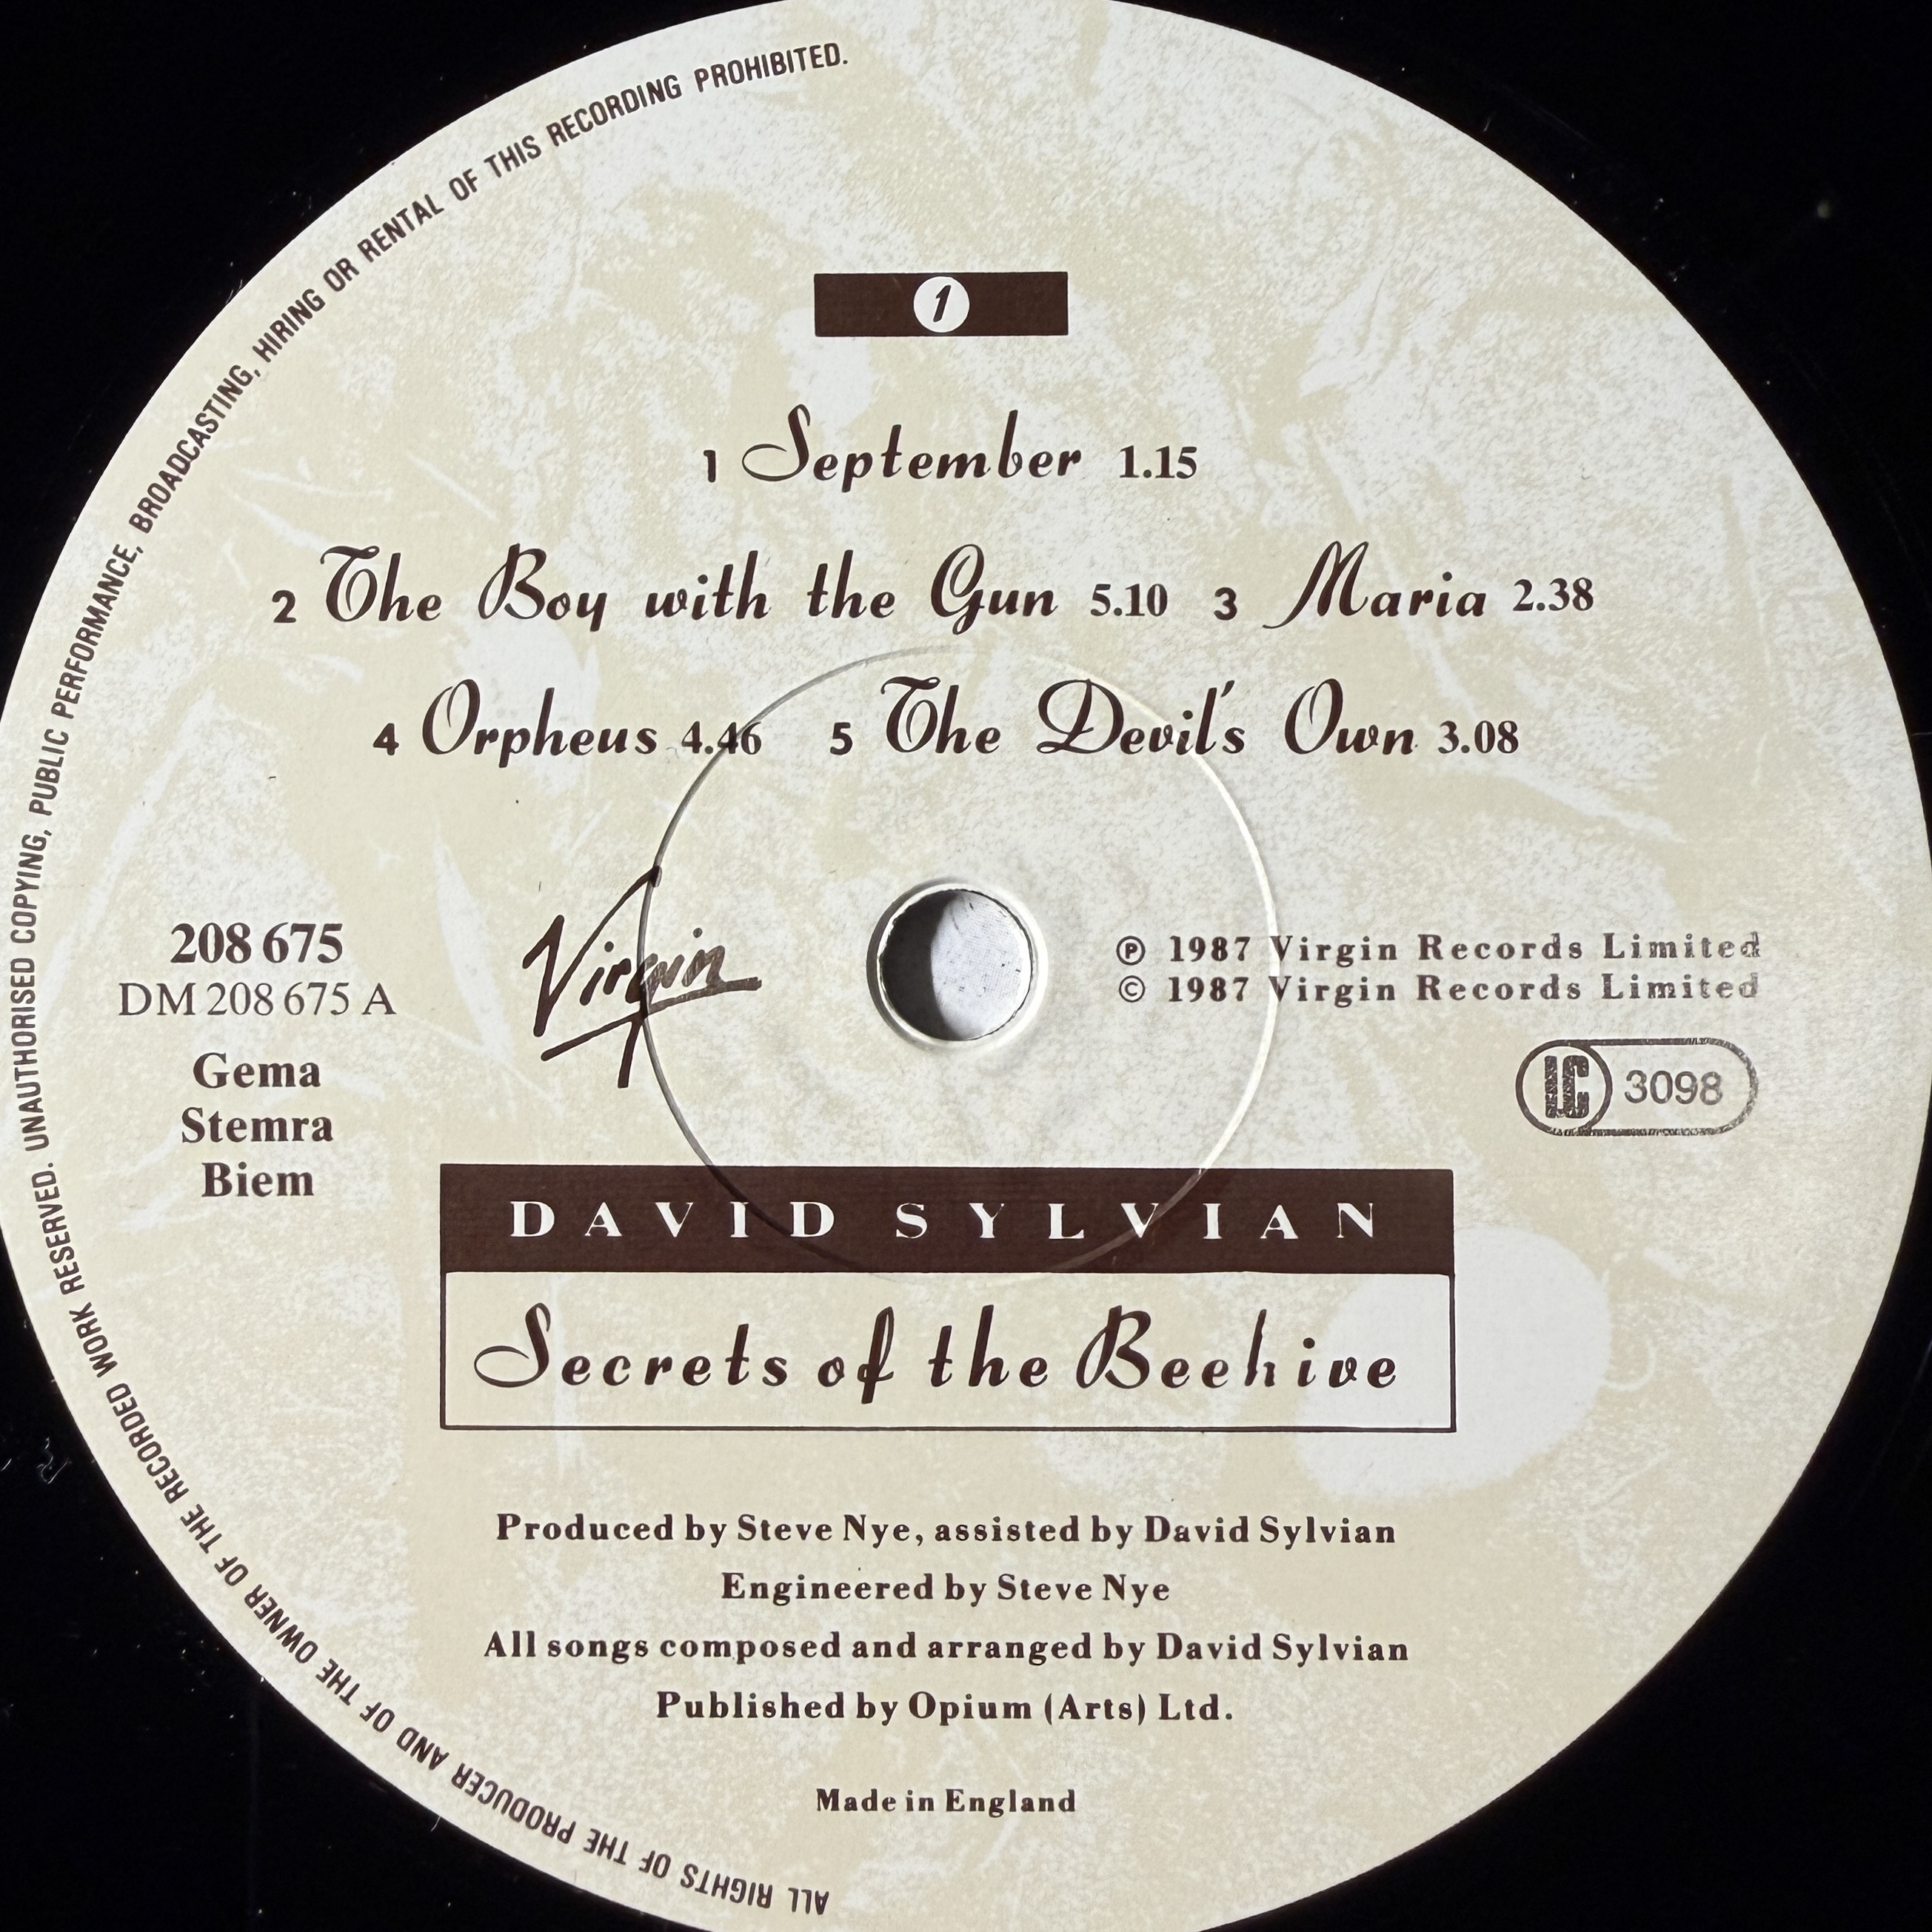 ALL RIGHTS OF THE PRODUCER AND OF THE OWNER OF THE RECORDED WORK RESERVED. UNAUTHORISED COPYING, PUBLIC PERFORMANCE, BROADCASTING, HIRING OR RENTAL OF THIS RECORDING PROHIBITED.
1
1 September 1.15
2 The Boy with the Gun 5.10 3 Maria 2.38
4 Orpheus 4.46 5 The Devil's Own 3.08
208 675
DM 208 675 A
Gema
Stemra
Biem
Virgin
℗ 1987 Virgin Records Limited
© 1987 Virgin Records Limited
LC 3098
DAVID SYLVIAN
Secrets of the Beehive
Produced by Steve Nye, assisted by David Sylvian
Engineered by Steve Nye
All songs composed and arranged by David Sylvian
Published by Opium (Arts) Ltd.
Made in England